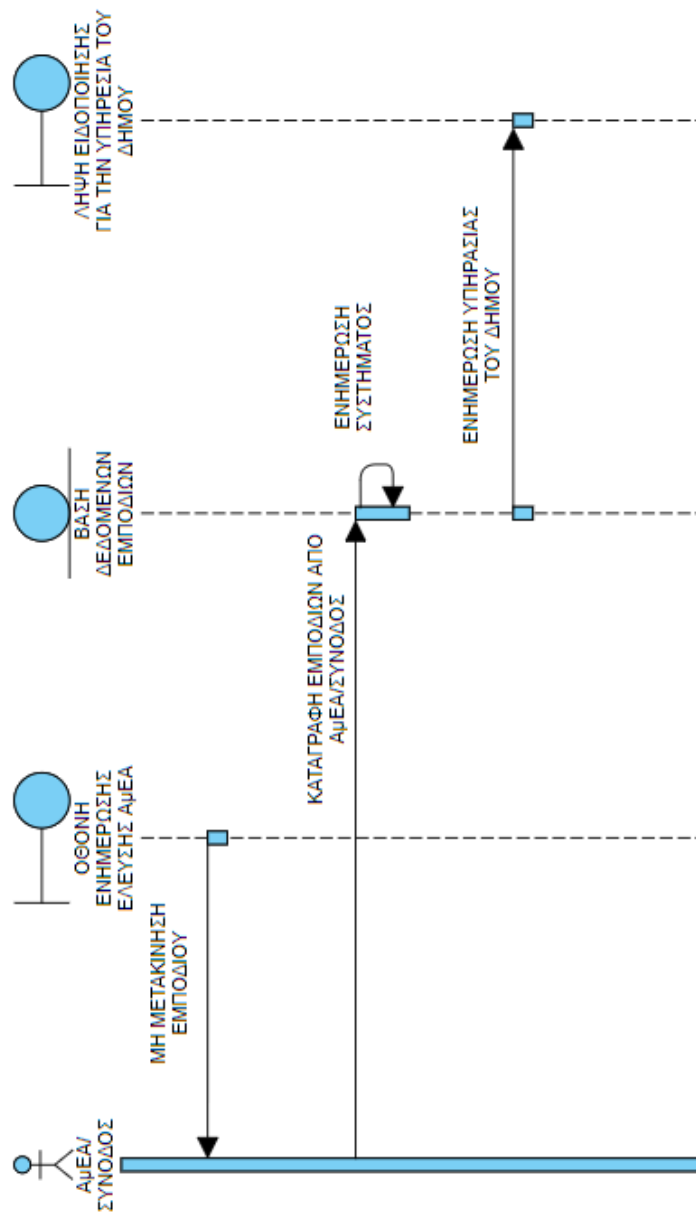 ΑμΕΑ/
ΣΥΝΟΔΟΣ
ΟΘΟΝΗ
ΕΝΗΜΕΡΩΣΗΣ
ΕΛΕΥΣΗΣ ΑμΕΑ
ΒΑΣΗ
ΔΕΔΟΜΕΝΩΝ
ΕΜΠΟΔΙΩΝ
ΛΗΨΗ ΕΙΔΟΠΟΙΗΣΗΣ
ΓΙΑ ΤΗΝ ΥΠΗΡΕΣΙΑ ΤΟΥ
ΔΗΜΟΥ
ΜΗ ΜΕΤΑΚΙΝΗΣΗ
ΕΜΠΟΔΙΟΥ
ΚΑΤΑΓΡΑΦΗ ΕΜΠΟΔΙΩΝ ΑΠΟ
ΑμΕΑ/ΣΥΝΟΔΟΣ
ΕΝΗΜΕΡΩΣΗ
ΣΥΣΤΗΜΑΤΟΣ
ΕΝΗΜΕΡΩΣΗ ΥΠΗΡΑΣΙΑΣ
ΤΟΥ ΔΗΜΟΥ